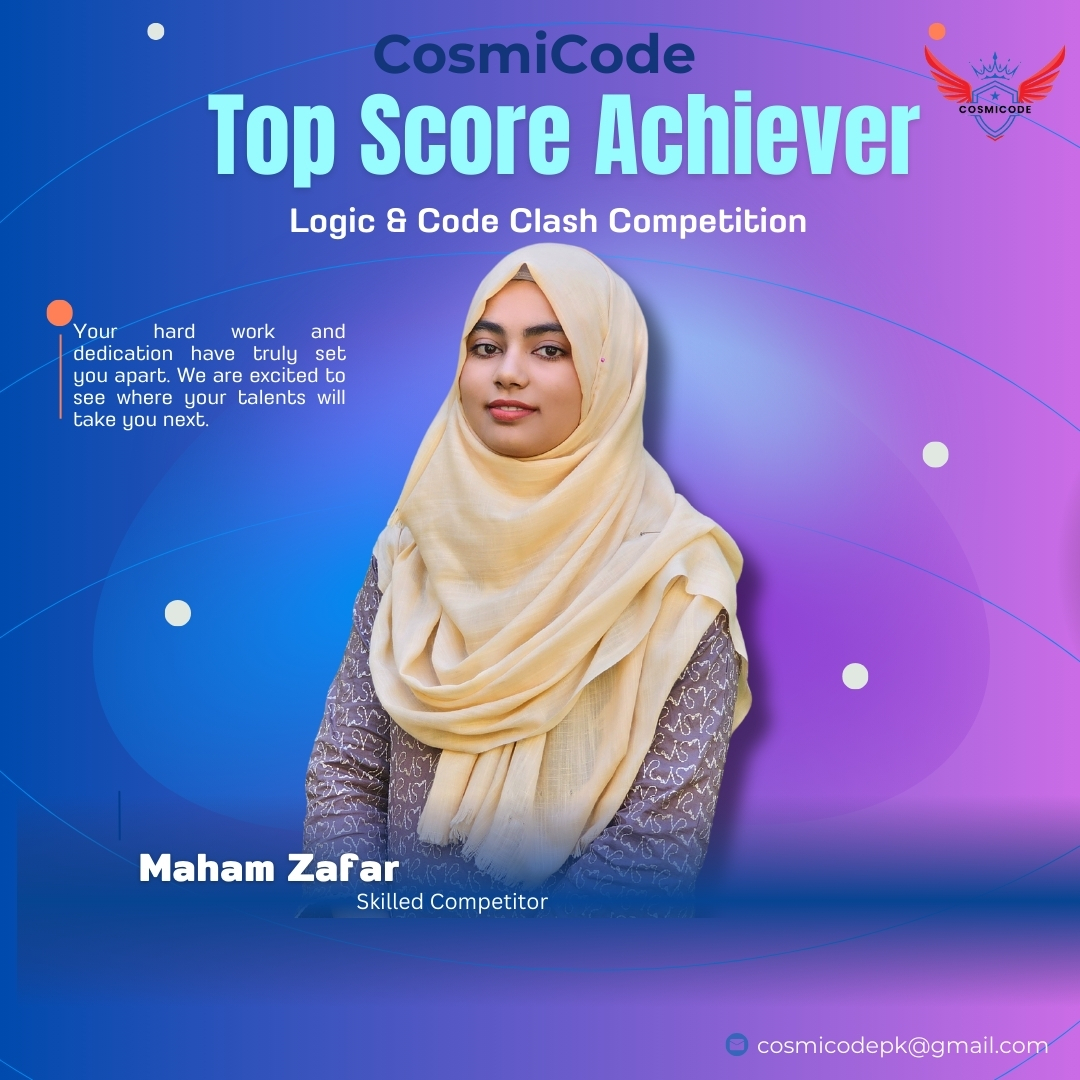 CosmiCode
Top Score Achiever
COSMICODE
Logic & Code Clash Competition
Your hard work and
dedication have truly set
you apart. We are excited to
see where your talents will
take you next.
Maham Zafar
Skilled Competitor
cosmicodepk@gmail.com